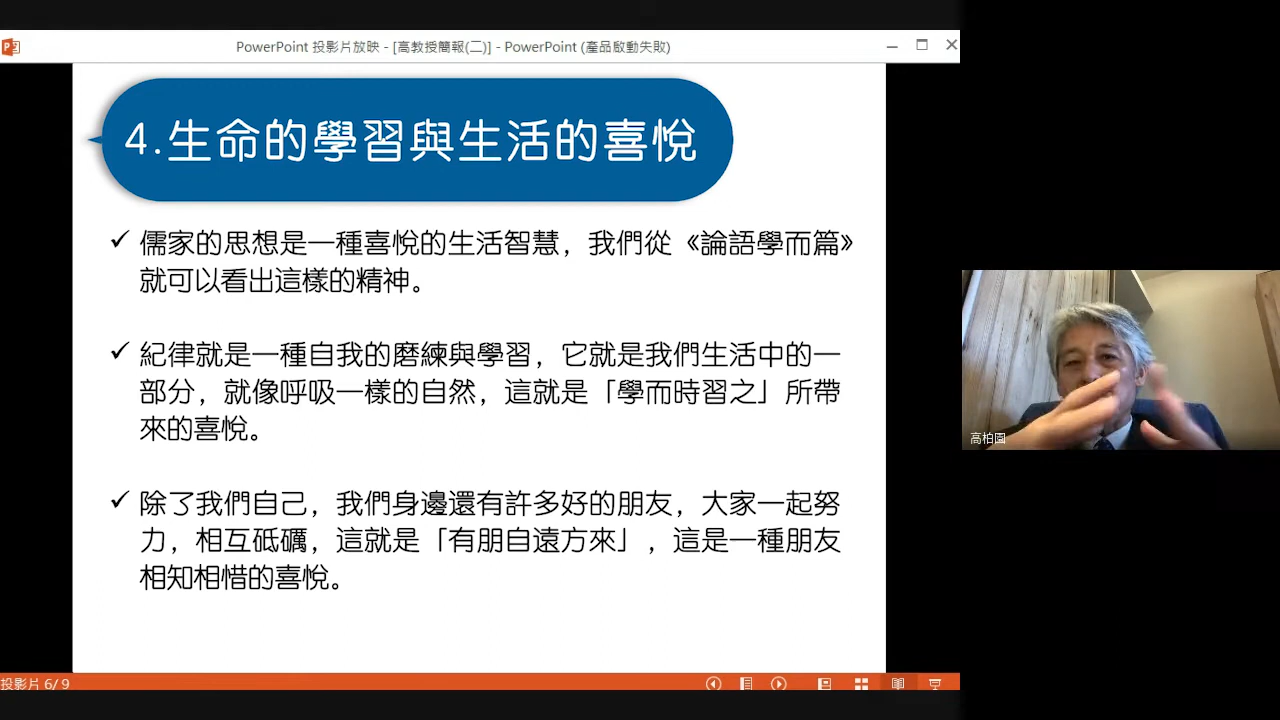 PowerPoint 投影片放映 - [高教授簡報(二)] - PowerPoint (產品啟動失敗)
4.生命的學習與生活的喜悅
✓ 儒家的思想是一種喜悅的生活智慧，我們從《論語學而篇》
就可以看出這樣的精神。
✓ 紀律就是一種自我的磨練與學習，它就是我們生活中的一
部分，就像呼吸一樣的自然，這就是「學而時習之」所帶
來的喜悅。
✓ 除了我們自己，我們身邊還有許多好的朋友，大家一起努
力，相互砥礪，這就是「有朋自遠方來」，這是一種朋友
相知相惜的喜悅。
高柏園
投影片 6/9